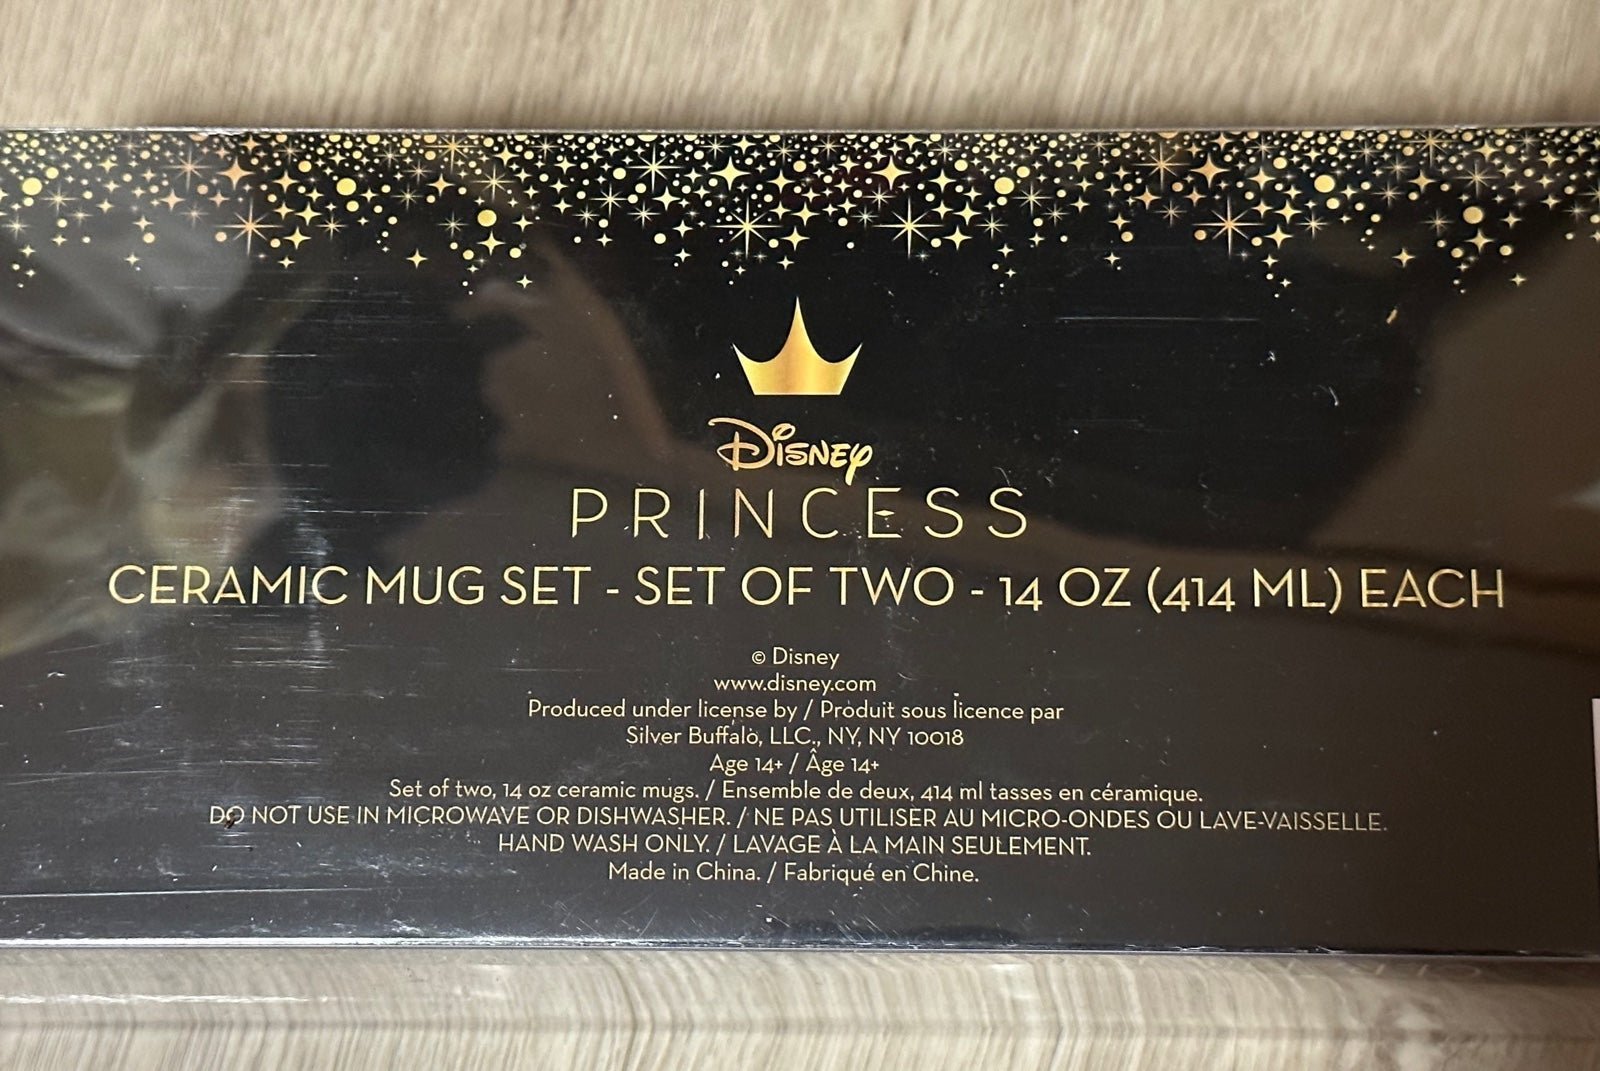 Disney
PRINCESS
CERAMIC MUG SET - SET OF TWO - 14 OZ (414 ML) EACH
© Disney
www.disney.com
Produced under license by / Produit sous licence par
Silver Buffalo, LLC., NY, NY 10018
Age 14+ / Âge 14+
Set of two, 14 oz ceramic mugs. / Ensemble de deux, 414 ml tasses en céramique.
DO NOT USE IN MICROWAVE OR DISHWASHER. / NE PAS UTILISER AU MICRO-ONDES OU LAVE-VAISSELLE.
HAND WASH ONLY. / LAVAGE À LA MAIN SEULEMENT.
Made in China. / Fabriqué en Chine.